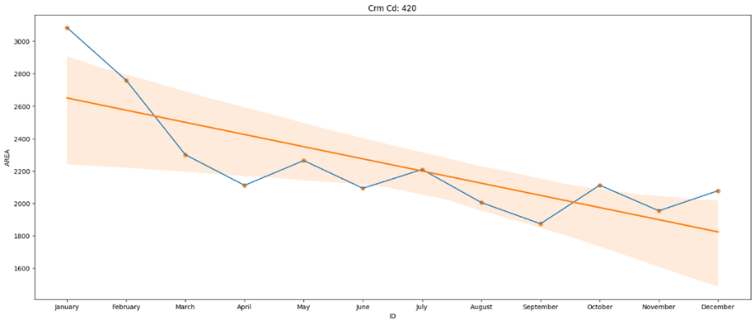 Crm Cd: 420
3000
2800
2600
2400
2200
2000
1800
1600
AREA
January February March April May June July August September October November December
ID